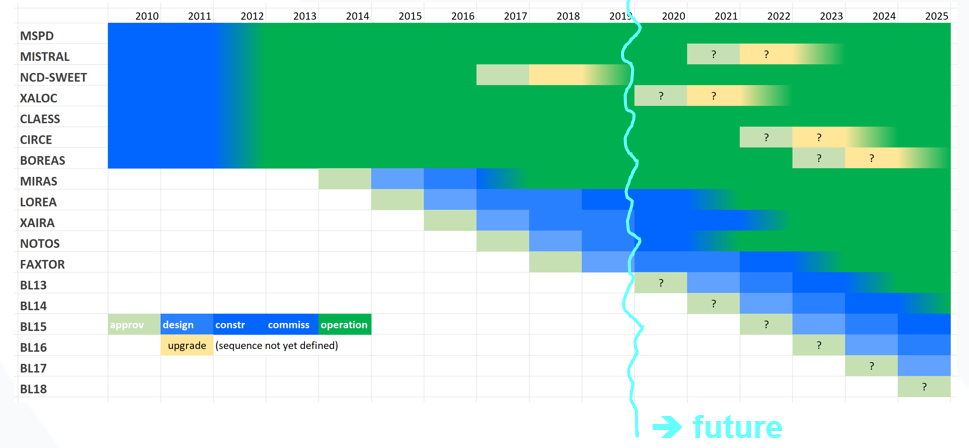 2010 2011 2012 2013 2014 2015 2016 2017 2018 2019 2020 2021 2022 2023 2024 2025
MSPD
MISTRAL ? ?
NCD-SWEET
XALOC ? ?
CLAESS
CIRCE ? ?
BOREAS ? ?
MIRAS
LOREA
XAIRA
NOTOS
FAXTOR
BL13 ?
BL14 ?
BL15 approv design constr commiss operation ?
BL16 upgrade (sequence not yet defined) ?
BL17 ?
BL18 ?
➔ future